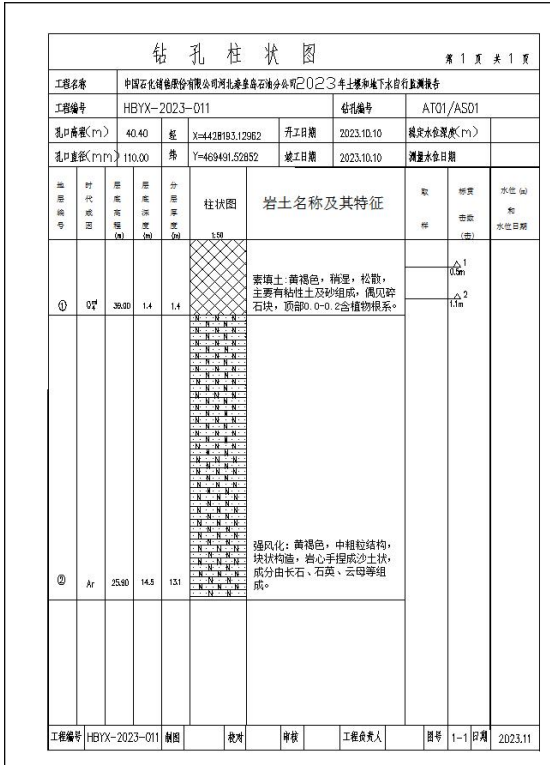 钻 孔 柱 状 图
第 1 页 共 1 页
工程名称 中国石化销售股份有限公司河北秦皇岛石油分公司2023年土壤和地下水自行监测报告
工程编号 HBYX-2023-011 钻孔编号 AT01/AS01
孔口高程(m) 40.40 经 X=4428193.12962 开工日期 2023.10.10 稳定水位深度(m)
孔口直径(mm) 110.00 纬 Y=469491.52852 竣工日期 2023.10.10 测量水位日期
地层编号 时代成因 层底高程(m) 层底深度(m) 分层厚度(m) 柱状图 1:50 岩土名称及其特征 取样 标贯击数(击) 水位(m)和水位日期
素填土:黄褐色,稍湿,松散,
主要有粘性土及砂组成,偶见碎
石块,顶部0.0-0.2含植物根系。
1
0.5m
2
1.1m
① 39.00 1.4 1.4
强风化:黄褐色,中粗粒结构,
块状构造,岩心手捏成沙土状,
成分由长石、石英、云母等组
成。
② Ar 25.90 14.5 13.1
工程编号 HBYX-2023-011 制图 校对 审核 工程负责人 图号 1-1 日期 2023.11